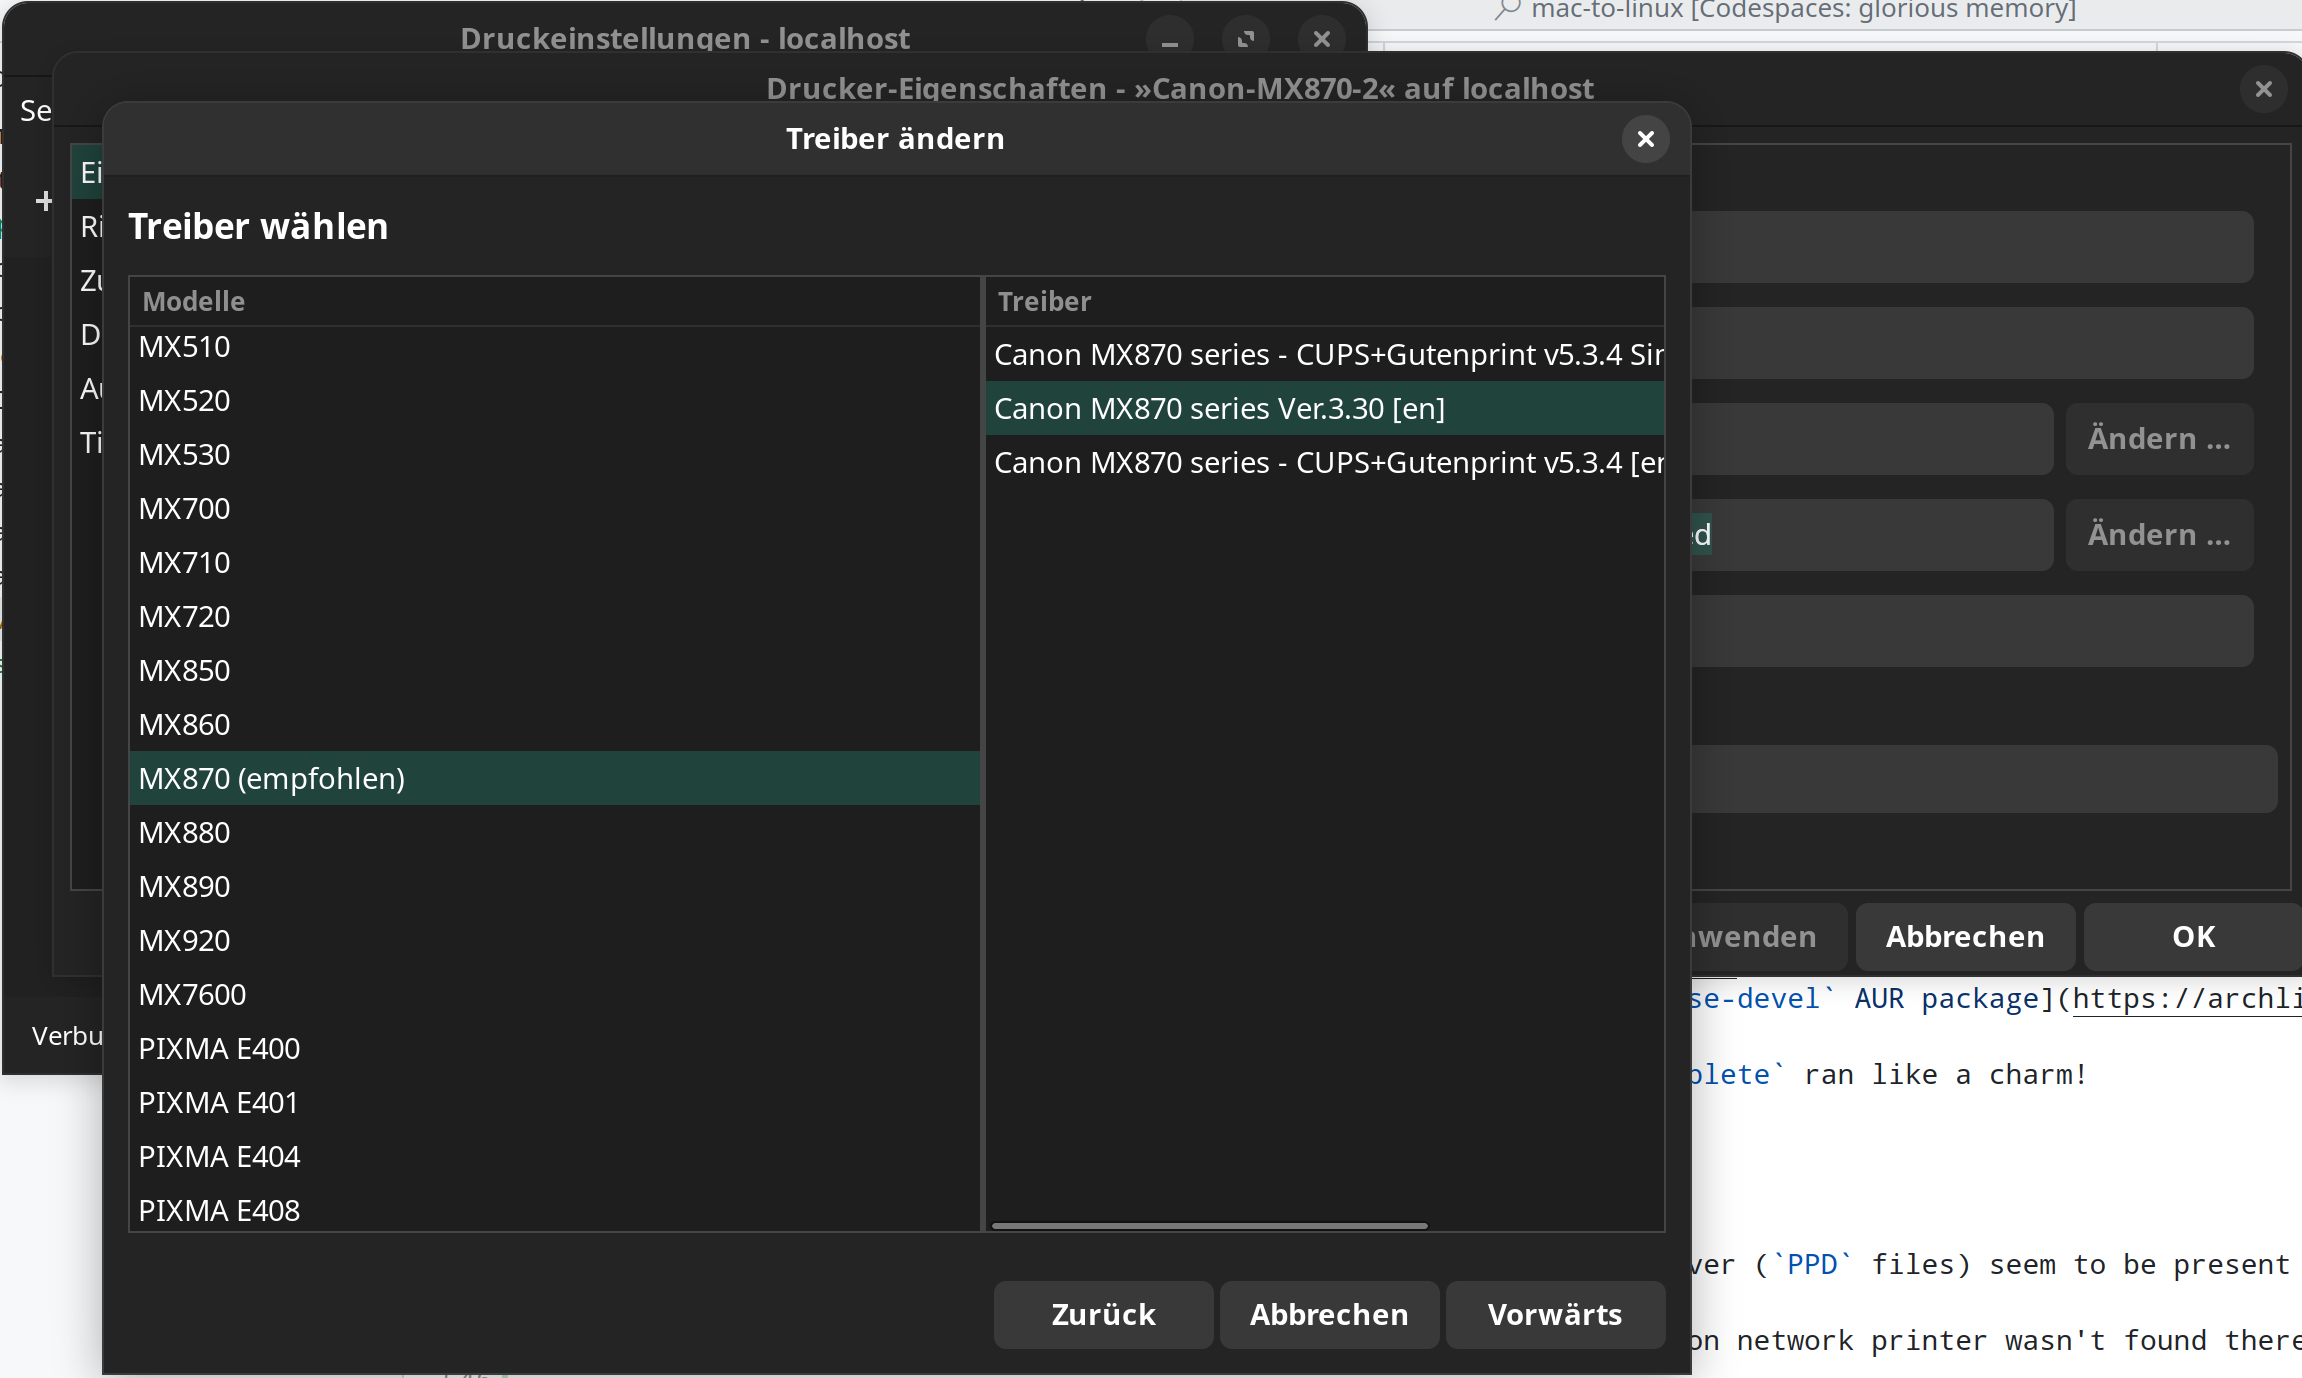 mac-to-linux [Codespaces: glorious memory]
Druckeinstellungen - localhost
Drucker-Eigenschaften - »Canon-MX870-2« auf localhost
Se
Treiber ändern
Ei
Ri
Zu
D
Au
Ti
Treiber wählen
Modelle
MX510
MX520
MX530
MX700
MX710
MX720
MX850
MX860
MX870 (empfohlen)
MX880
MX890
MX920
MX7600
PIXMA E400
PIXMA E401
PIXMA E404
PIXMA E408
Treiber
Canon MX870 series - CUPS+Gutenprint v5.3.4 Sir
Canon MX870 series Ver.3.30 [en]
Canon MX870 series - CUPS+Gutenprint v5.3.4 [er
Zurück Abbrechen Vorwärts
Ändern ...
ed Ändern ...
nwenden Abbrechen OK
Verbu
se-devel` AUR package](https://archli
plete` ran like a charm!
ver (`PPD` files) seem to be present
on network printer wasn't found there